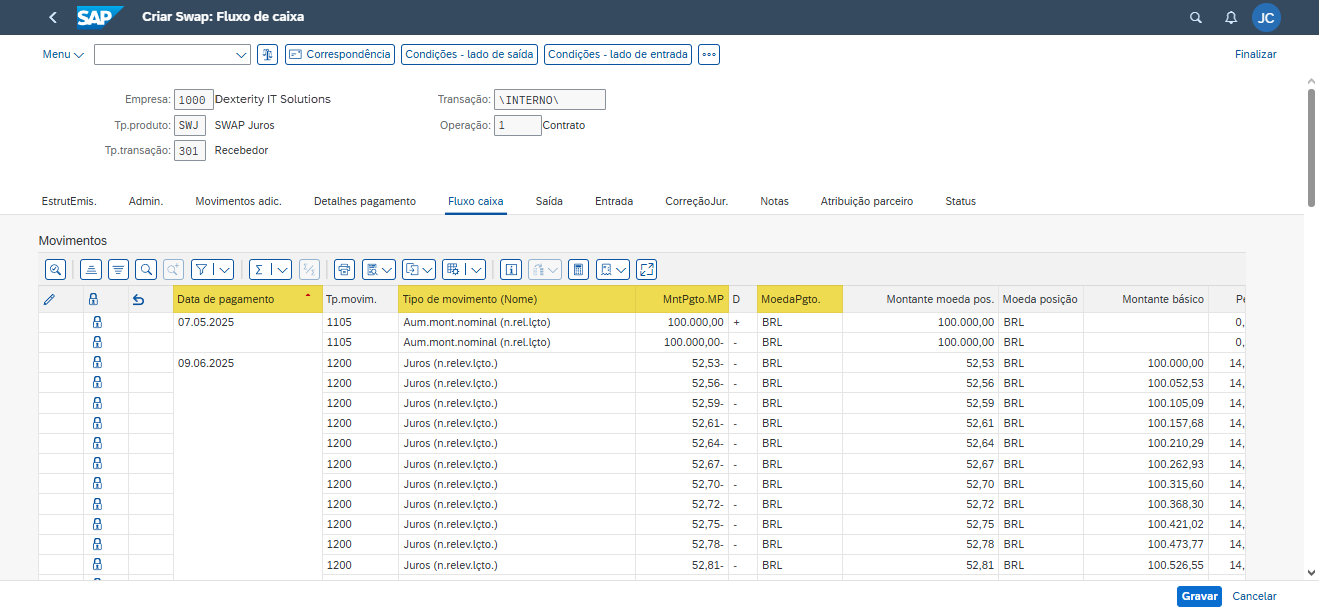 SAP Criar Swap: Fluxo de caixa JC
Menu Correspondência Condições - lado de saída Condições - lado de entrada Finalizar
Empresa: 1000 Dexterity IT Solutions Transação: \INTERNO\
Tp.produto: SWJ SWAP Juros Operação: 1 Contrato
Tp.transação: 301 Recebedor
EstrutEmis. Admin. Movimentos adic. Detalhes pagamento Fluxo caixa Saída Entrada CorreçãoJur. Notas Atribuição parceiro Status
Movimentos
Data de pagamento Tp.movim. Tipo de movimento (Nome) MntPgto.MP D MoedaPgto. Montante moeda pos. Moeda posição Montante básico Pe
07.05.2025 1105 Aum.mont.nominal (n.rel.lçto) 100.000,00 + BRL 100.000,00 BRL 0,
1105 Aum.mont.nominal (n.rel.lçto) 100.000,00- - BRL 100.000,00 BRL 0,
09.06.2025 1200 Juros (n.relev.lçto.) 52,53- - BRL 52,53 BRL 100.000,00 14,
1200 Juros (n.relev.lçto.) 52,56- - BRL 52,56 BRL 100.052,53 14,
1200 Juros (n.relev.lçto.) 52,59- - BRL 52,59 BRL 100.105,09 14,
1200 Juros (n.relev.lçto.) 52,61- - BRL 52,61 BRL 100.157,68 14,
1200 Juros (n.relev.lçto.) 52,64- - BRL 52,64 BRL 100.210,29 14,
1200 Juros (n.relev.lçto.) 52,67- - BRL 52,67 BRL 100.262,93 14,
1200 Juros (n.relev.lçto.) 52,70- - BRL 52,70 BRL 100.315,60 14,
1200 Juros (n.relev.lçto.) 52,72- - BRL 52,72 BRL 100.368,30 14,
1200 Juros (n.relev.lçto.) 52,75- - BRL 52,75 BRL 100.421,02 14,
1200 Juros (n.relev.lçto.) 52,78- - BRL 52,78 BRL 100.473,77 14,
1200 Juros (n.relev.lçto.) 52,81- - BRL 52,81 BRL 100.526,55 14,
Gravar Cancelar